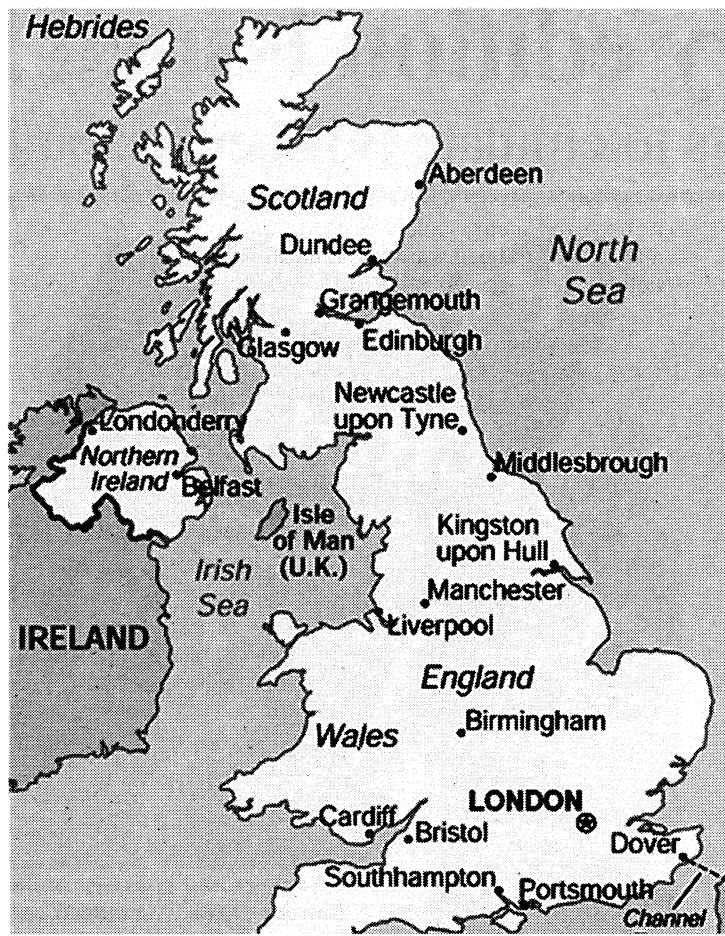 Hebrides
Aberdeen
Scotland
Dundee
North
Sea
Grangemouth
Glasgow
Edinburgh
Newcastle
upon Tyne
Londonderry
Northern
Ireland
Belfast
Middlesbrough
Isle
of Man
(U.K.)
Kingston
upon Hull
Irish
Sea
Manchester
Liverpool
IRELAND
England
Birmingham
Wales
LONDON
Cardiff
Bristol
Dover
Southhampton
Portsmouth
Channel